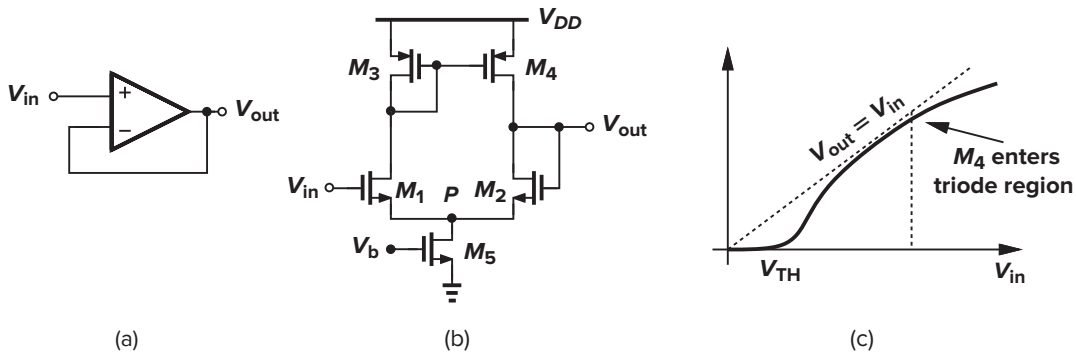 V_in
+
−
V_out
(a)
V_DD
M_3
M_4
V_out
V_in
M_1
P
M_2
V_b
M_5
(b)
V_out = V_in
M_4 enters
triode region
V_TH
V_in
(c)